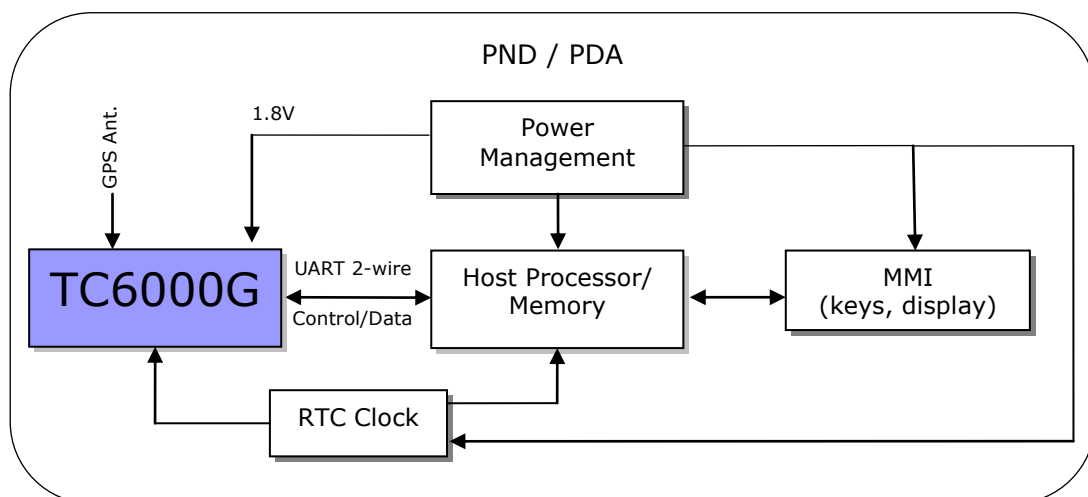 PND / PDA
GPS Ant.
1.8V
Power
Management
TC6000G
UART 2-wire
Control/Data
Host Processor/
Memory
MMI
(keys, display)
RTC Clock